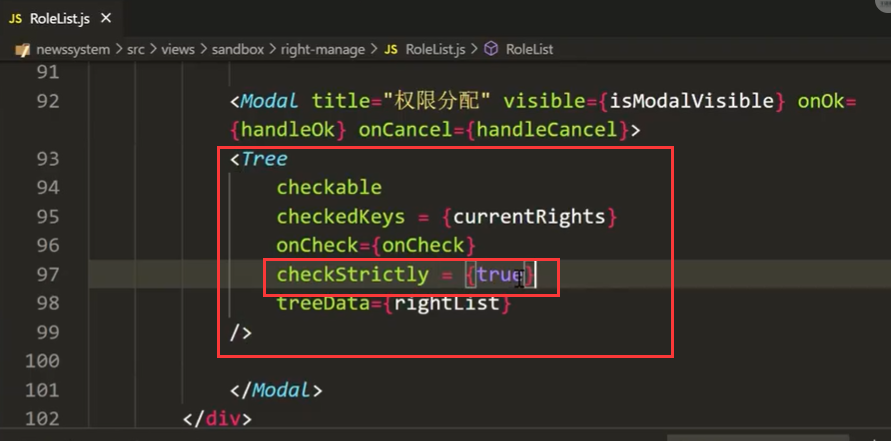 JS RoleList.js ×
newssystem > src > views > sandbox > right-manage > JS RoleList.js > RoleList
91
92 <Modal title="权限分配" visible={isModalVisible} onOk=
{handleOk} onCancel={handleCancel}>
93 <Tree
94 checkable
95 checkedKeys = {currentRights}
96 onCheck={onCheck}
97 checkStrictly = {true}
98 treeData={rightList}
99 />
100
101 </Modal>
102 </div>